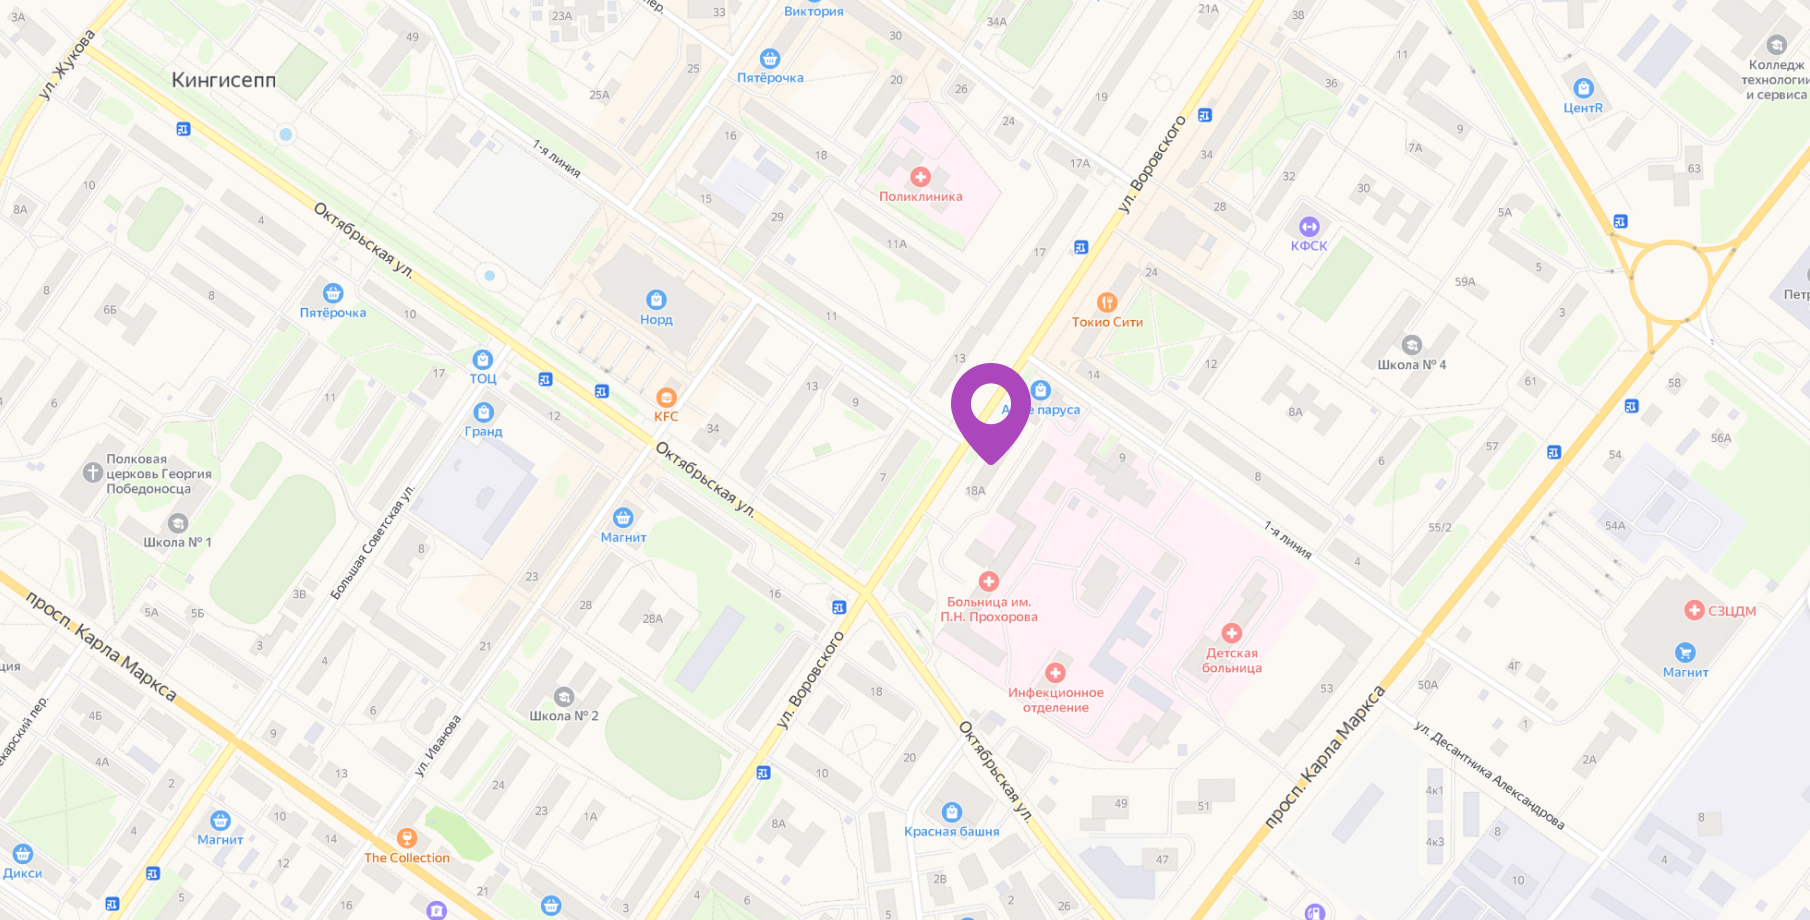 3А
23А
33
Виктория
34А
21А
38
пер.
49
30
11
Колледж
технологии
и сервиса
ул. Жукова
Кингисепп
25
Пятёрочка
20
26
25А
19
ЦентR
24
16
18
17А
34
9
7А
1-я линия
ул. Воровского
63
10
15
Поликлиника
32
30
8А
4
Октябрьская ул.
29
28
5А
11А
17
КФСК
24
5
59А
8
8
6Б
Пятёрочка
10
Норд
11
Токио Сити
3
Петр
13
12
Школа № 4
ТОЦ
17
14
61
4
6
KFC
13
9
Алые паруса
8А
12
34
Гранд
56А
57
54
Полковая
церковь Георгия
Победоносца
Октябрьская ул.
7
9
8
18А
Большая Советская ул.
Магнит
1-я линия
55/2
54А
Школа № 1
8
4
23
3В
Больница им.
П.Н. Прохорова
16
28
28А
5А
5Б
просп. Карла Маркса
СЗЦДМ
Детская
больница
3
21
4
ул. Воровского
Магнит
4Г
Инфекционное
отделение
53
50А
18
Школа № 2
6
4Б
9
1
ул. Иванова
Октябрьская ул.
просп. Карла Маркса
ул. Десантника Александрова
20
2А
4А
2
13
10
24
4к1
49
51
23
1А
8А
Красная башня
8
Магнит
14
10
The Collection
8
4к3
Дикси
12
47
4
21
10
2В
3
4
5
2
26